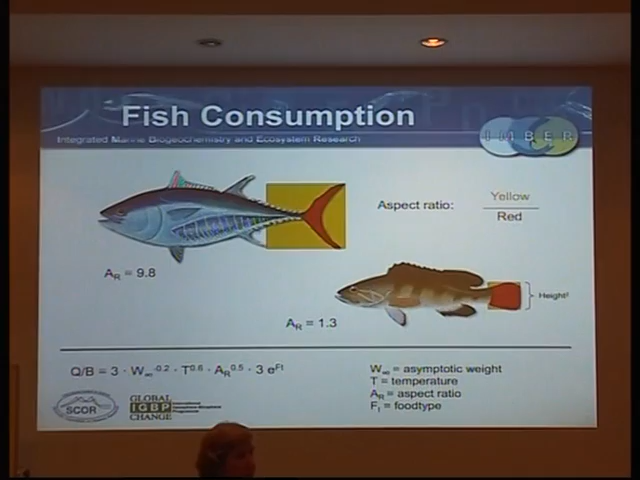 Fish Consumption
Integrated Marine Biogeochemistry and Ecosystem Research
IMBER
Aspect ratio:
Yellow
Red
A_R = 9.8
A_R = 1.3
Height²
Q/B = 3 · W∞^-0.2 · T^0.6 · A_R^0.5 · 3 e^Ft
W∞ = asymptotic weight
T = temperature
A_R = aspect ratio
F_t = foodtype
SCOR
GLOBAL
IGBP
CHANGE